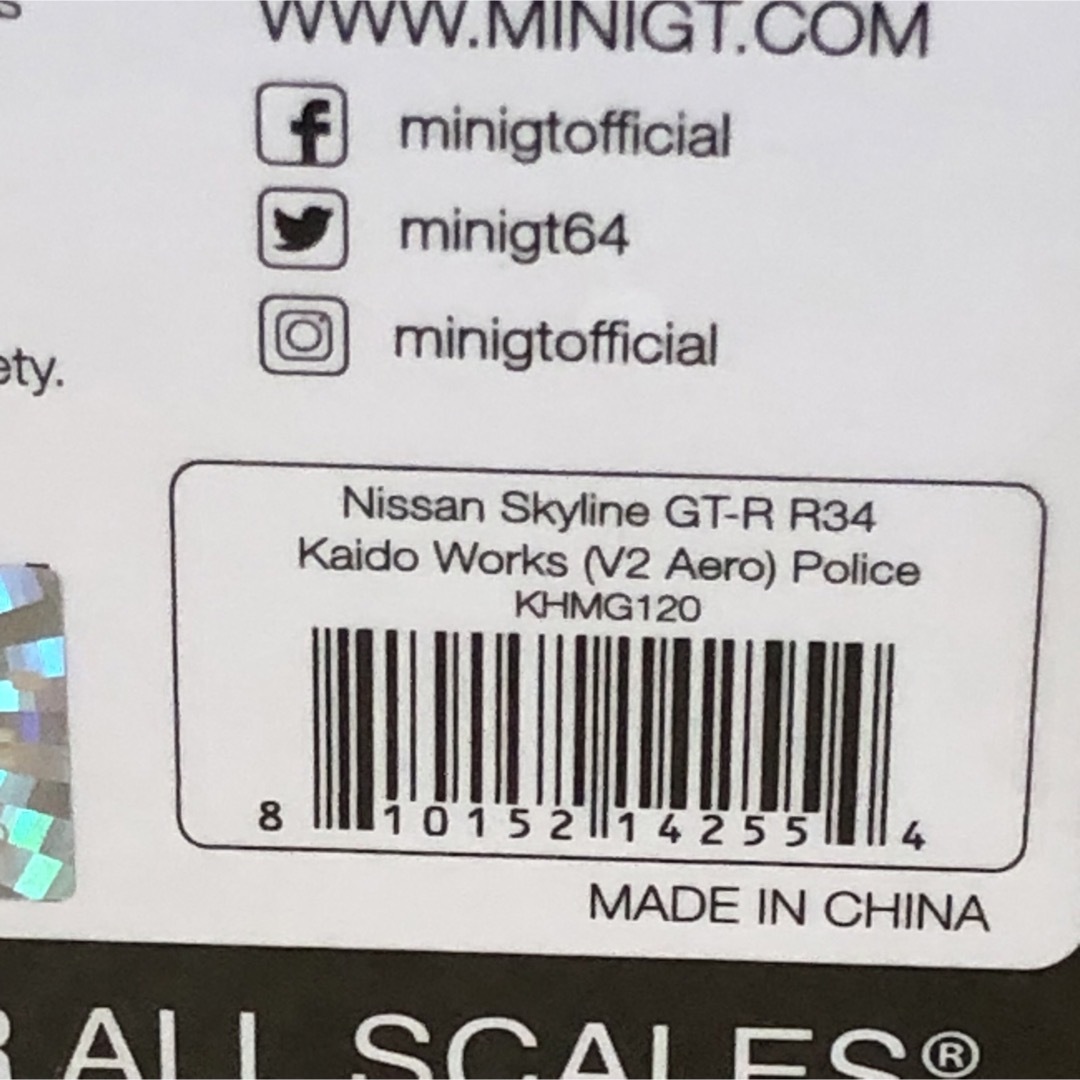 WWW.MINIGT.COM
minigtofficial
minigt64
minigtofficial
ety.
Nissan Skyline GT-R R34
Kaido Works (V2 Aero) Police
KHMG120
8 10152 14255 4
MADE IN CHINA
R ALL SCALES®